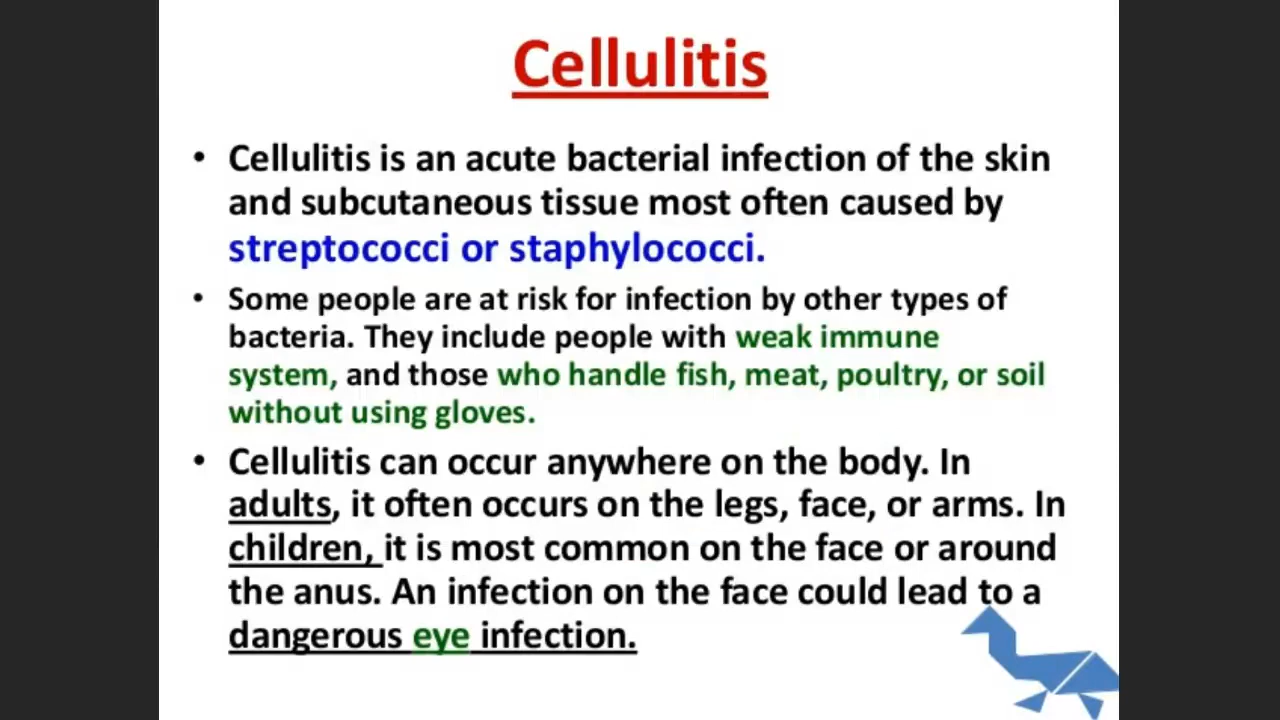 Cellulitis
• Cellulitis is an acute bacterial infection of the skin
and subcutaneous tissue most often caused by
streptococci or staphylococci.
• Some people are at risk for infection by other types of
bacteria. They include people with weak immune
system, and those who handle fish, meat, poultry, or soil
without using gloves.
• Cellulitis can occur anywhere on the body. In
adults, it often occurs on the legs, face, or arms. In
children, it is most common on the face or around
the anus. An infection on the face could lead to a
dangerous eye infection.